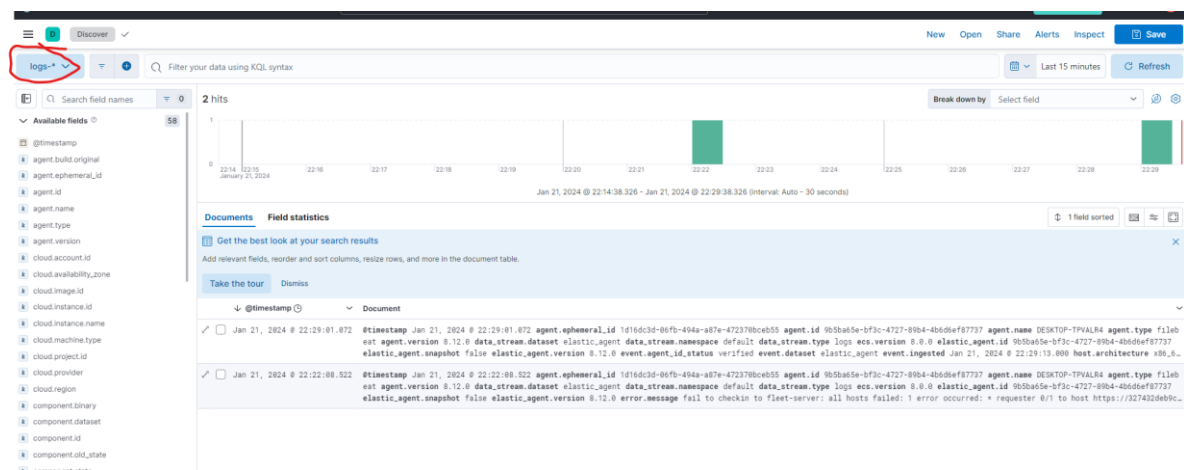 D Discover
New Open Share Alerts Inspect Save
logs-* Filter your data using KQL syntax Last 15 minutes Refresh
Search field names 0
2 hits
Break down by Select field
Available fields 58
@timestamp
agent.build.original
agent.ephemeral_id
agent.id
agent.name
agent.type
agent.version
cloud.account.id
cloud.availability_zone
cloud.image.id
cloud.instance.id
cloud.instance.name
cloud.machine.type
cloud.project.id
cloud.provider
cloud.region
component.binary
component.dataset
component.id
component.old_state
1
0
22:14 22:15 22:16 22:17 22:18 22:19 22:20 22:21 22:22 22:23 22:24 22:25 22:26 22:27 22:28 22:29
January 21, 2024
Jan 21, 2024 @ 22:14:38.326 - Jan 21, 2024 @ 22:29:38.326 (interval: Auto - 30 seconds)
Documents Field statistics
1 field sorted
Get the best look at your search results
Add relevant fields, reorder and sort columns, resize rows, and more in the document table.
Take the tour Dismiss
@timestamp Document
Jan 21, 2024 @ 22:29:01.072 @timestamp Jan 21, 2024 @ 22:29:01.072 agent.ephemeral_id 1d16dc3d-06fb-494a-a87e-472370bceb55 agent.id 9b5ba65e-bf3c-4727-89b4-4b6d6ef87737 agent.name DESKTOP-TPVALR4 agent.type fileb
eat agent.version 8.12.0 data_stream.dataset elastic_agent data_stream.namespace default data_stream.type logs ecs.version 8.0.0 elastic_agent.id 9b5ba65e-bf3c-4727-89b4-4b6d6ef87737
elastic_agent.snapshot false elastic_agent.version 8.12.0 event.agent_id_status verified event.dataset elastic_agent event.ingested Jan 21, 2024 @ 22:29:13.000 host.architecture x86_6…
Jan 21, 2024 @ 22:22:08.522 @timestamp Jan 21, 2024 @ 22:22:08.522 agent.ephemeral_id 1d16dc3d-06fb-494a-a87e-472370bceb55 agent.id 9b5ba65e-bf3c-4727-89b4-4b6d6ef87737 agent.name DESKTOP-TPVALR4 agent.type fileb
eat agent.version 8.12.0 data_stream.dataset elastic_agent data_stream.namespace default data_stream.type logs ecs.version 8.0.0 elastic_agent.id 9b5ba65e-bf3c-4727-89b4-4b6d6ef87737
elastic_agent.snapshot false elastic_agent.version 8.12.0 error.message fail to checkin to fleet-server: all hosts failed: 1 error occurred: * requester 0/1 to host https://327432deb9c…